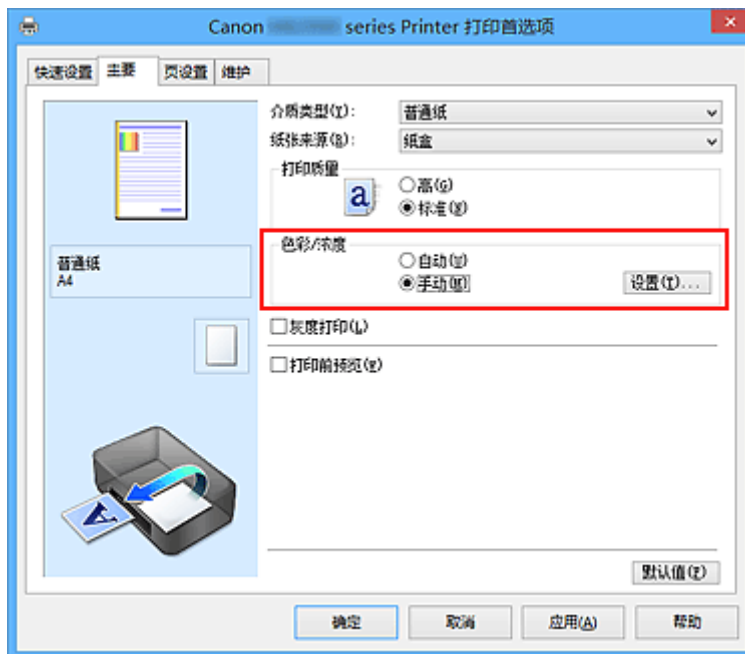 Canon series Printer 打印首选项
快速设置 主要 页设置 维护
介质类型(Y): 普通纸
纸张来源(R): 纸盒
打印质量
a
高(G)
标准(X)
色彩/浓度
自动(U)
手动(M) 设置(T)...
普通纸
A4
灰度打印(L)
打印前预览(V)
A
默认值(F)
确定 取消 应用(A) 帮助